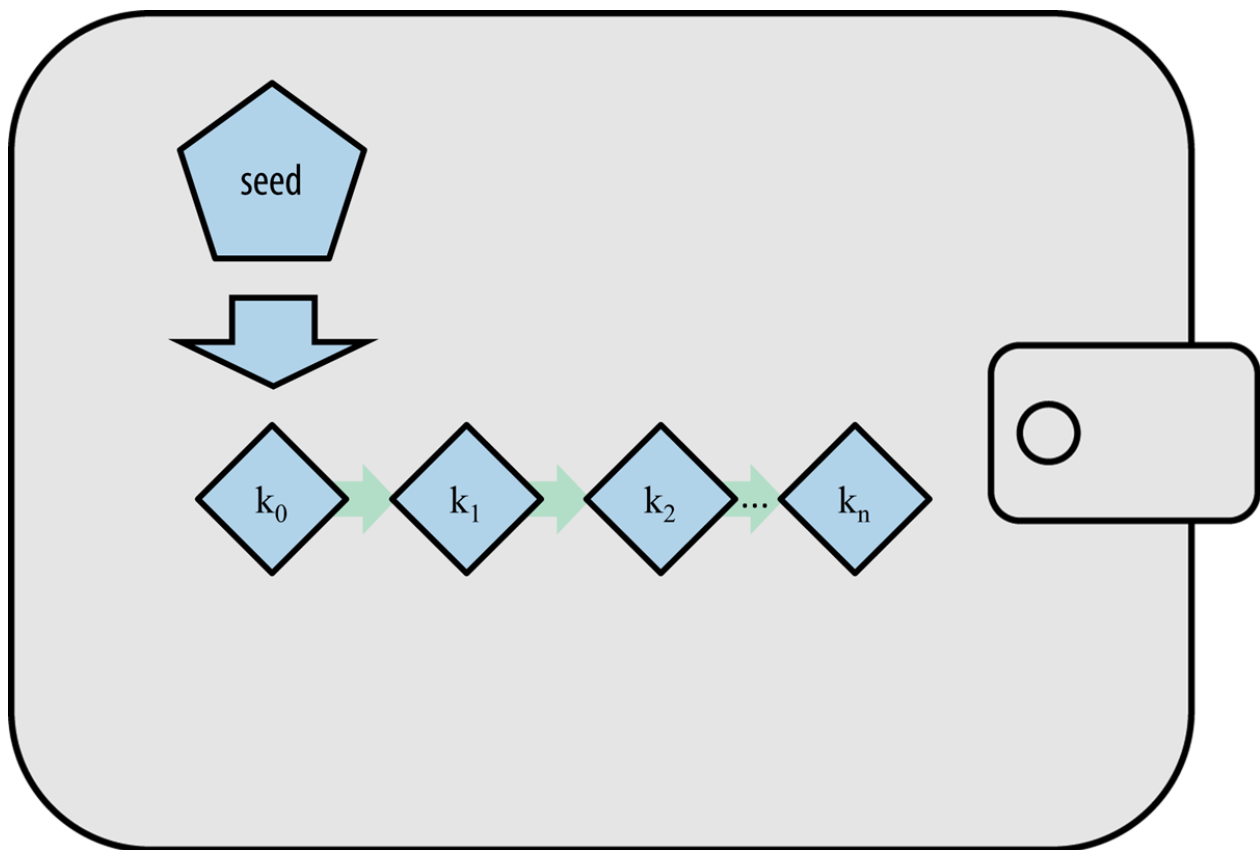 seed
k₀ k₁ k₂ ... kₙ